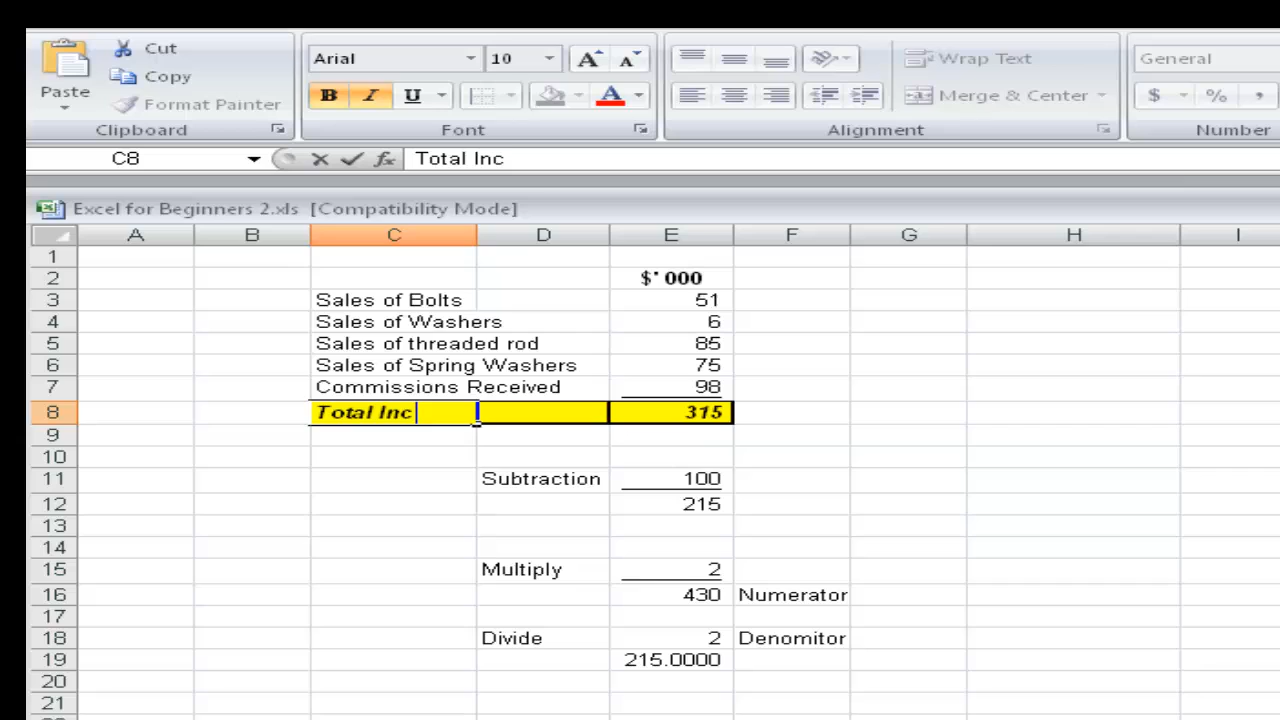 Cut
Arial 10 A A Wrap Text General
Copy
Paste
Format Painter B I U A Merge & Center $ % ,
Clipboard Font Alignment Number
C8 fx Total Inc
Excel for Beginners 2.xls [Compatibility Mode]
A B C D E F G H I
1
2 $' 000
3 Sales of Bolts 51
4 Sales of Washers 6
5 Sales of threaded rod 85
6 Sales of Spring Washers 75
7 Commissions Received 98
8 Total Inc 315
9
10
11 Subtraction 100
12 215
13
14
15 Multiply 2
16 430 Numerator
17
18 Divide 2 Denomitor
19 215.0000
20
21